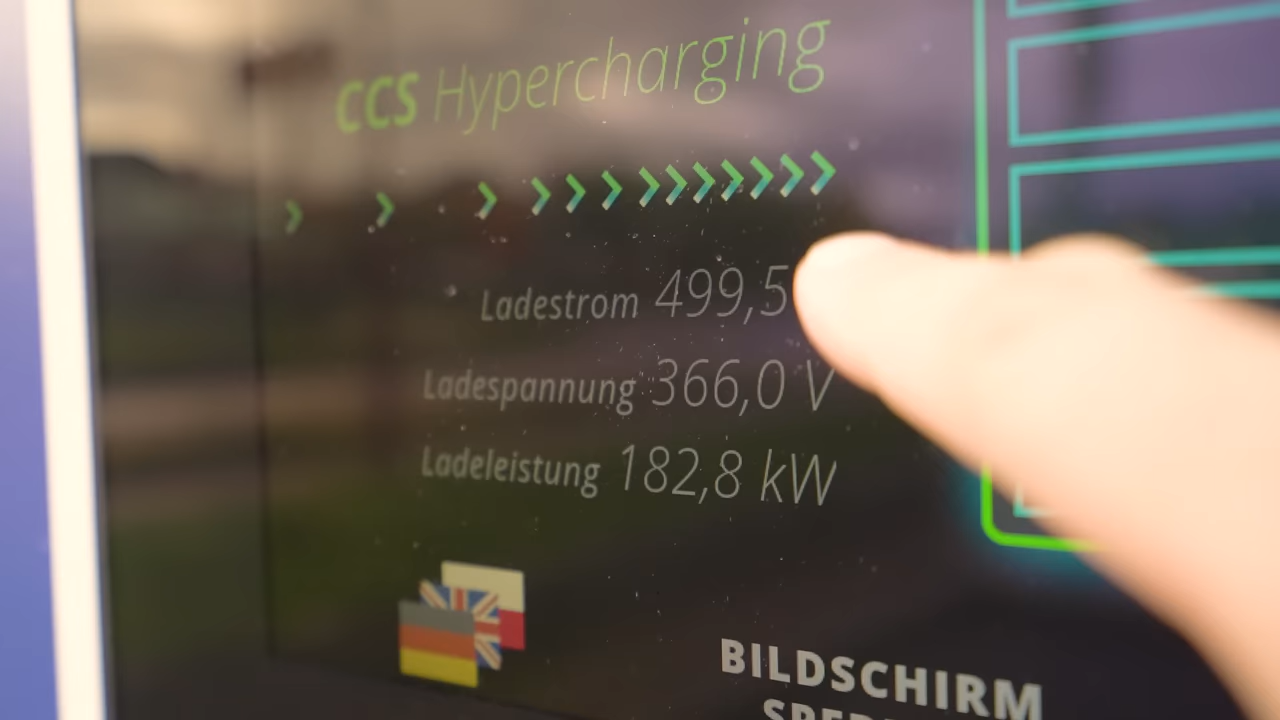 CCS Hypercharging
Ladestrom 499,5
Ladespannung 366,0 V
Ladeleistung 182,8 kW
BILDSCHIRM